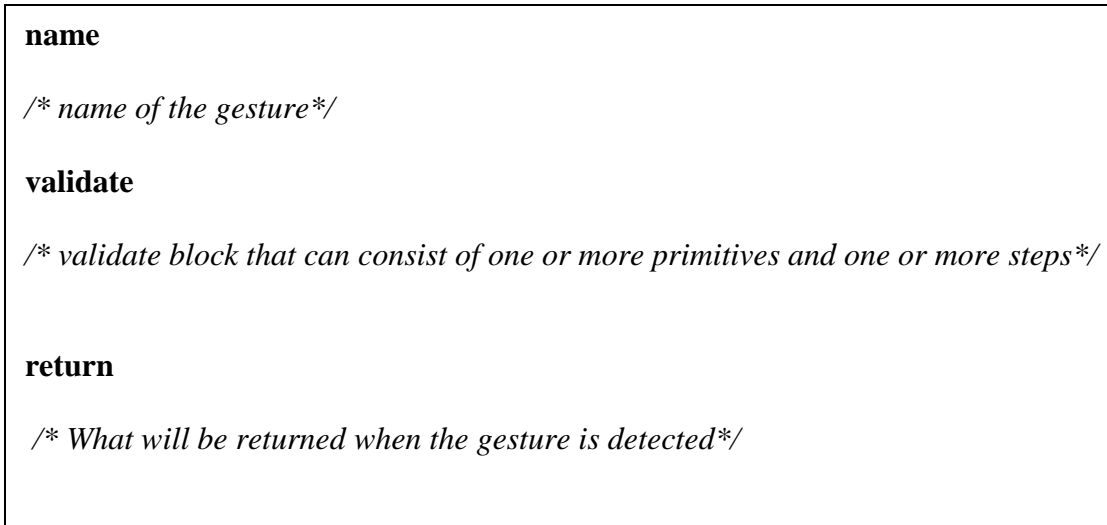 name
/* name of the gesture*/
validate
/* validate block that can consist of one or more primitives and one or more steps*/
return
/* What will be returned when the gesture is detected*/